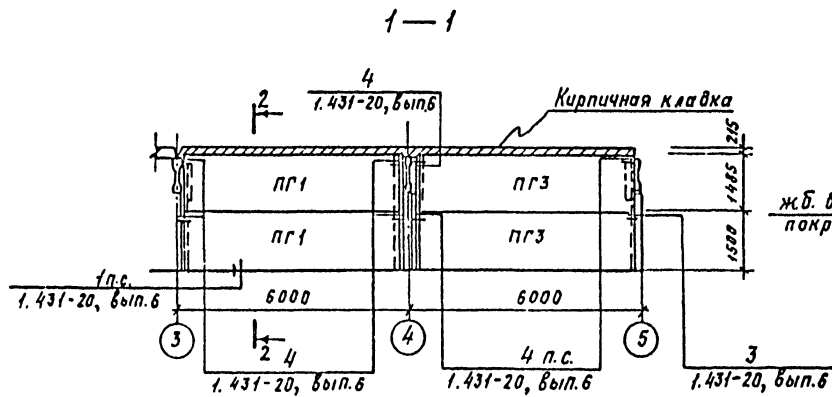 1 — 1
4
1.431-20, вып.6
2
Кирпичная кладка
215
ПГ1
ПГ3
1485
ж.б. в
покр
ПГ1
ПГ3
1500
1 п.с.
1.431-20, вып.6
6000
6000
3
4
5
2
4
1.431-20, вып.6
4 п.с.
1.431-20, вып.6
3
1.431-20, вып.6